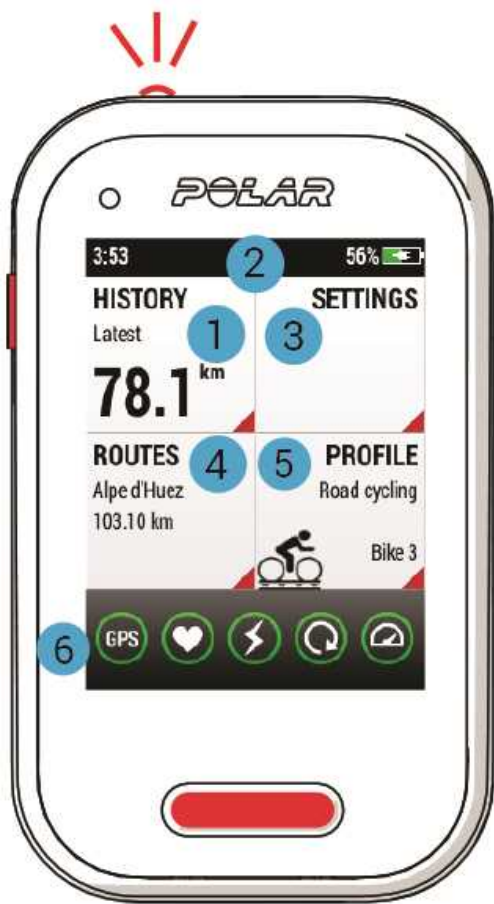 POLAR
3:53 2 56%
HISTORY 1 3 SETTINGS
Latest
78.1 km
ROUTES 4 5 PROFILE
Alpe d'Huez Road cycling
103.10 km
Bike 3
6 GPS